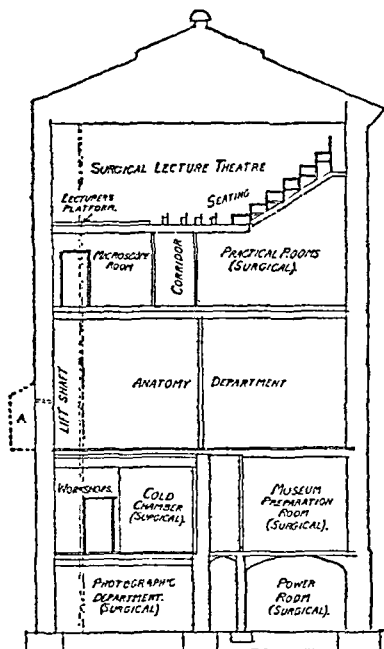 SURGICAL LECTURE THEATRE
LECTURER'S
PLATFORM.
SEATING
MICROSCOPE
ROOM
CORRIDOR
PRACTICAL ROOMS
(SURGICAL).
LIFT SHAFT
ANATOMY DEPARTMENT
A
WORKSHOPS.
COLD
CHAMBER
(SURGICAL).
MUSEUM
PREPARATION
ROOM
(SURGICAL).
PHOTOGRAPHIC
DEPARTMENT.
(SURGICAL)
POWER
ROOM
(SURGICAL).